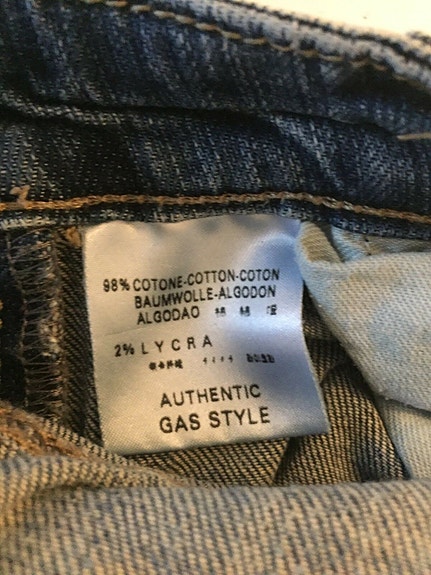 98% COTONE-COTTON-COTON
BAUMWOLLE-ALGODON
ALGODAO
2% LYCRA
AUTHENTIC
GAS STYLE